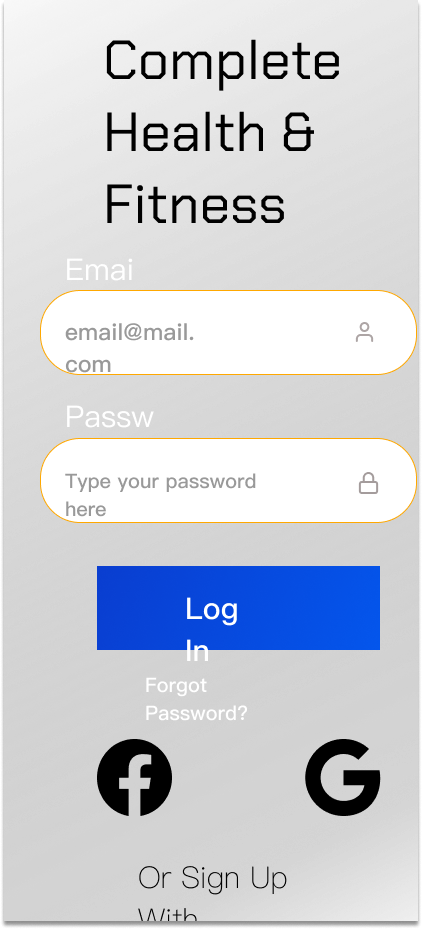 Complete
Health &
Fitness
Emai
email@mail.
com
Passw
Type your password
here
Log
In
Forgot
Password?
Or Sign Up
With